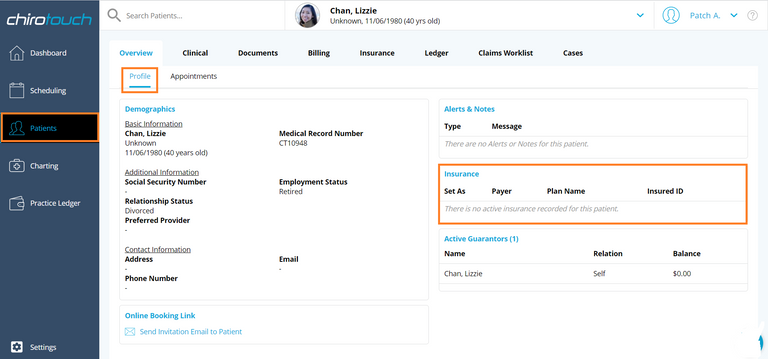 chirotouch
Dashboard
Scheduling
Patients
Charting
Practice Ledger
Settings
Search Patients...
Chan, Lizzie
Unknown, 11/06/1980 (40 yrs old)
Patch A.
?
Overview Clinical Documents Billing Insurance Ledger Claims Worklist Cases
Profile Appointments
Demographics
Basic Information
Chan, Lizzie
Unknown
11/06/1980 (40 years old)
Medical Record Number
CT10948
Additional Information
Social Security Number
-
Employment Status
Retired
Relationship Status
Divorced
Preferred Provider
-
Contact Information
Address
-
Email
-
Phone Number
-
Online Booking Link
Send Invitation Email to Patient
Alerts & Notes
Type Message
There are no Alerts or Notes for this patient.
Insurance
Set As Payer Plan Name Insured ID
There is no active insurance recorded for this patient.
Active Guarantors (1)
Name Relation Balance
Chan, Lizzie Self $0.00